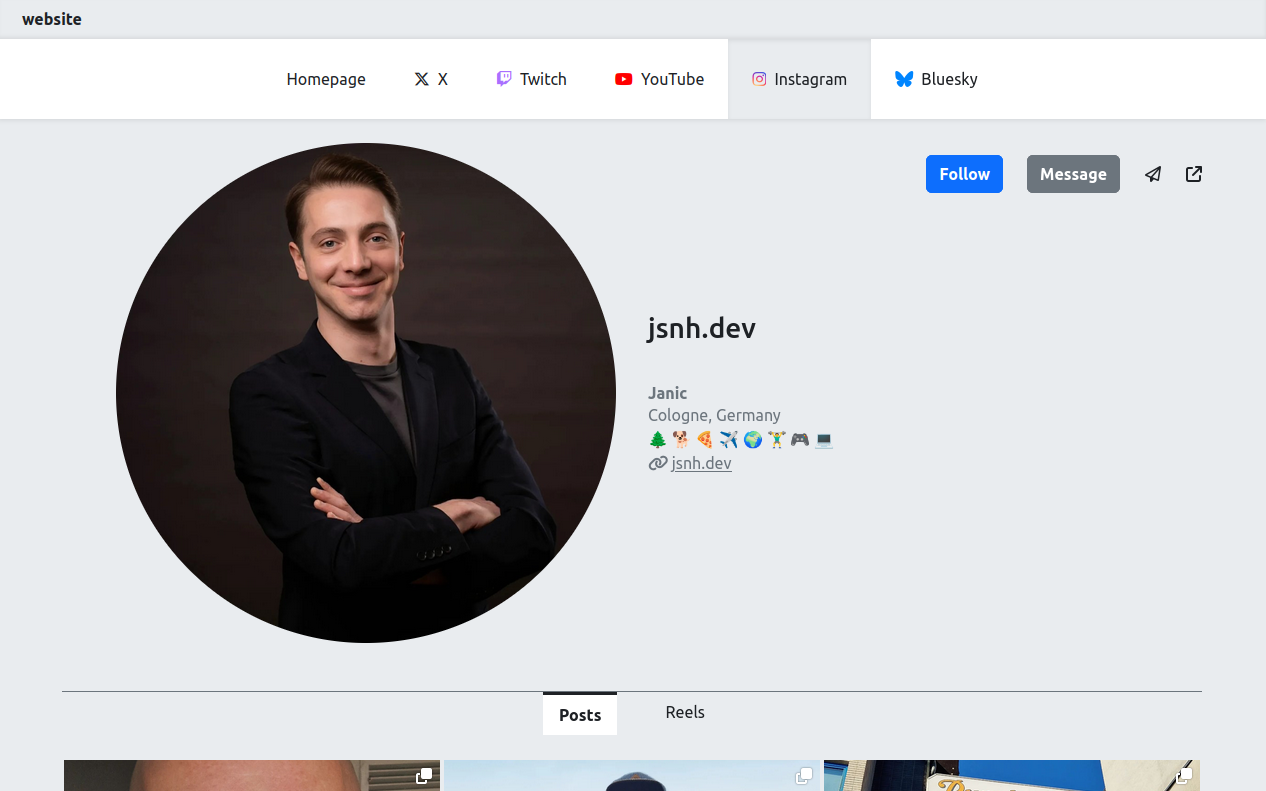 website
Homepage
X
Twitch
YouTube
Instagram
Bluesky
Follow
Message
jsnh.dev
Janic
Cologne, Germany
jsnh.dev
Posts
Reels